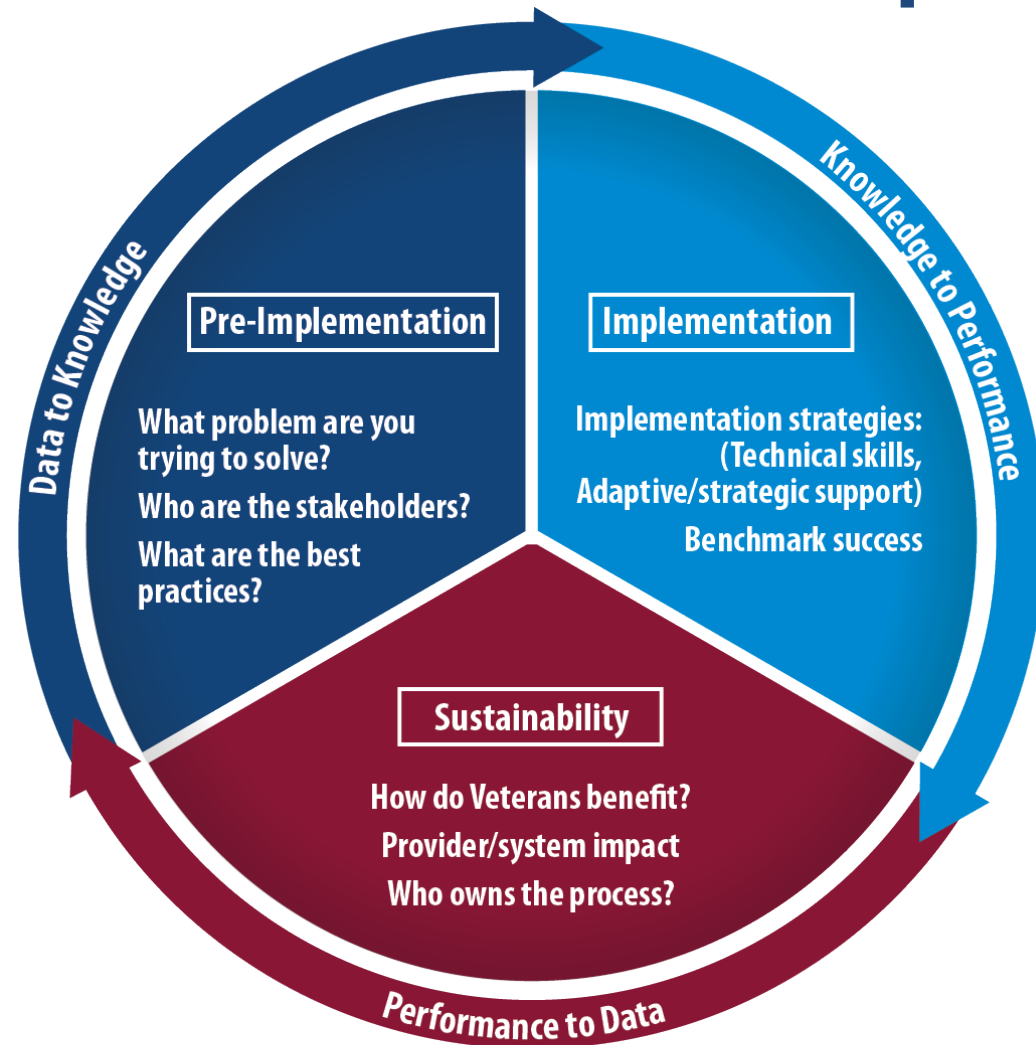 Data to Knowledge
Knowledge to Performance
Pre-Implementation
What problem are you
trying to solve?
Who are the stakeholders?
What are the best
practices?
Implementation
Implementation strategies:
(Technical skills,
Adaptive/strategic support)
Benchmark success
Sustainability
How do Veterans benefit?
Provider/system impact
Who owns the process?
Performance to Data